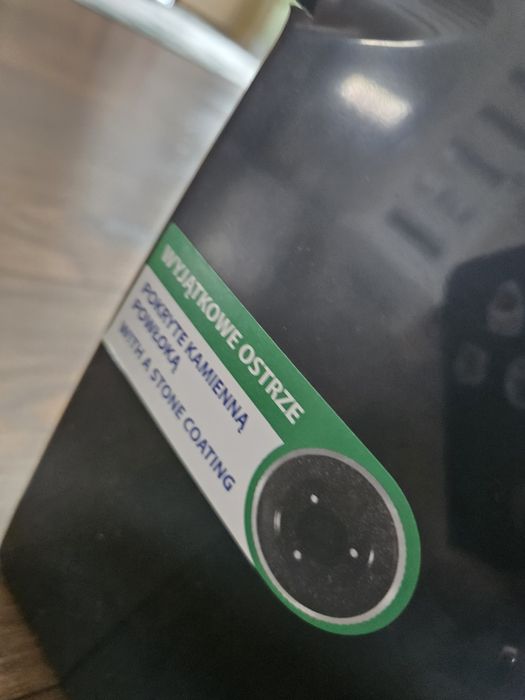 WYJĄTKOWE OSTRZE
POKRYTE KAMIENNĄ
POWŁOKĄ
WITH A STONE COATING